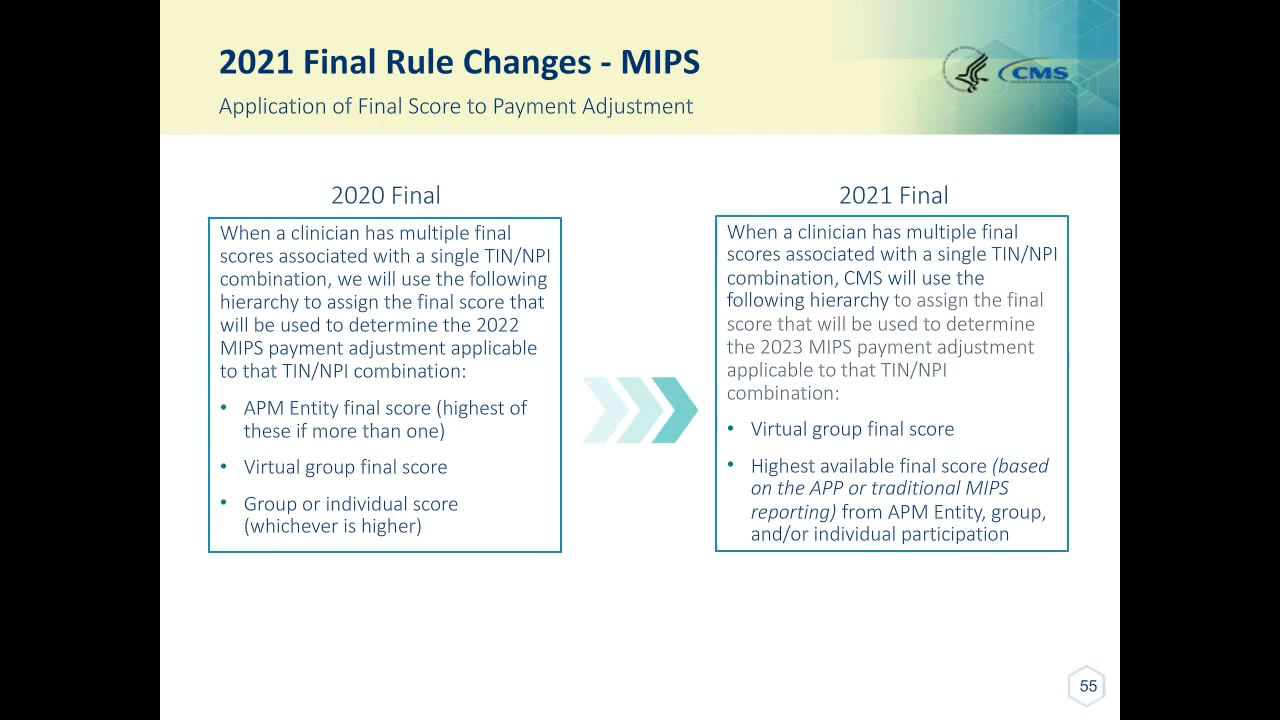 2021 Final Rule Changes - MIPS
Application of Final Score to Payment Adjustment
CMS
2020 Final
When a clinician has multiple final
scores associated with a single TIN/NPI
combination, we will use the following
hierarchy to assign the final score that
will be used to determine the 2022
MIPS payment adjustment applicable
to that TIN/NPI combination:
• APM Entity final score (highest of
these if more than one)
• Virtual group final score
• Group or individual score
(whichever is higher)
2021 Final
When a clinician has multiple final
scores associated with a single TIN/NPI
combination, CMS will use the
following hierarchy to assign the final
score that will be used to determine
the 2023 MIPS payment adjustment
applicable to that TIN/NPI
combination:
• Virtual group final score
• Highest available final score (based
on the APP or traditional MIPS
reporting) from APM Entity, group,
and/or individual participation
55